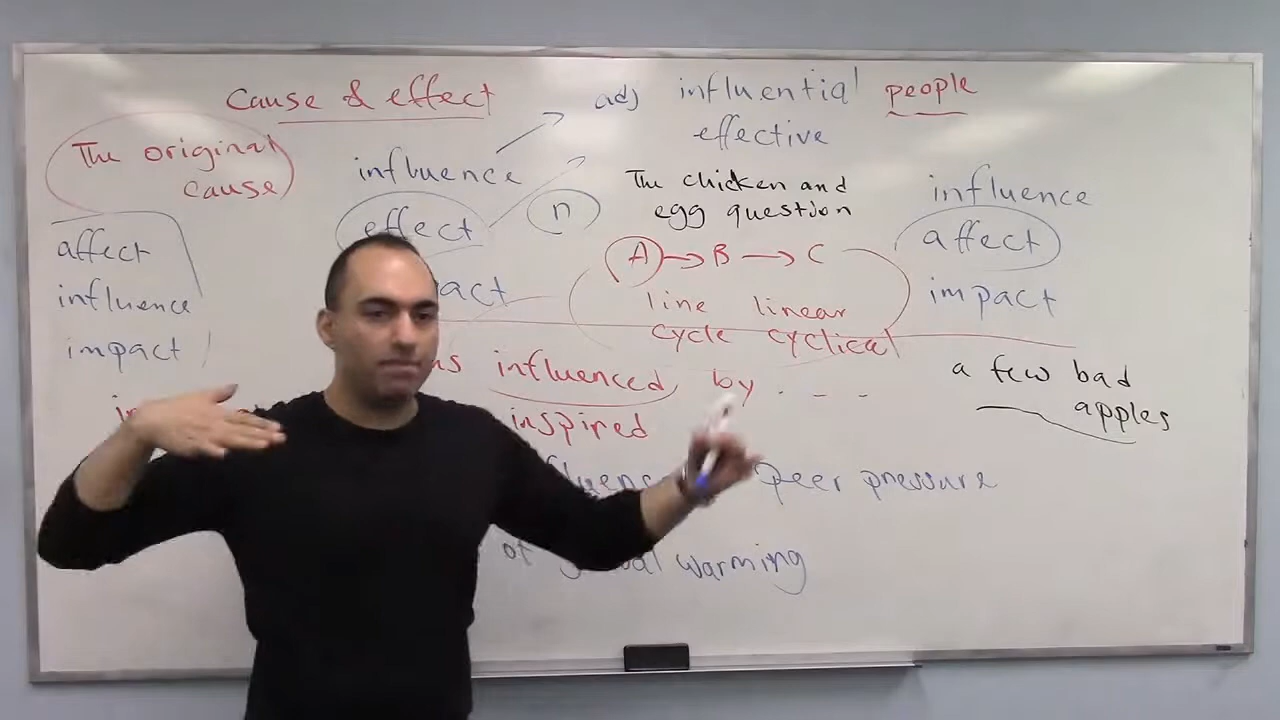 Cause & effect
adj influential people
effective
The original
cause
influence
effect
n
The chicken and
egg question
A → B → C
line linear
cycle cyclical
influence
affect
impact
affect
influence
impact
influenced by . - -
inspired
a few bad
apples
peer pressure
of warming